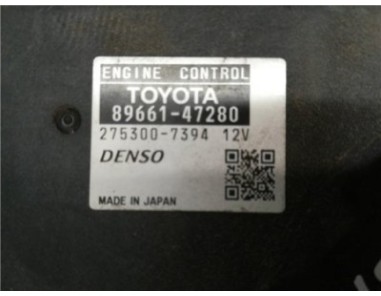 ENGINE CONTROL
TOYOTA
89661-47280
275300-7394 12V
DENSO
MADE IN JAPAN